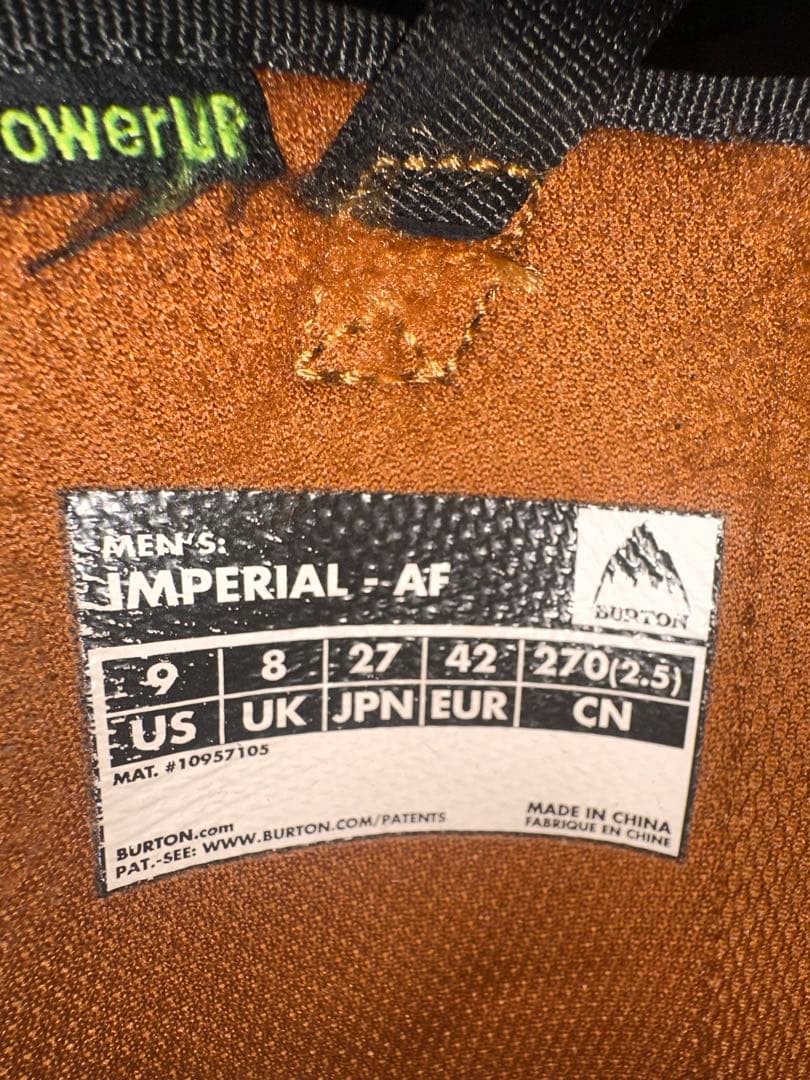 owerUP
MEN'S:
IMPERIAL - AF
BURTON
9 8 27 42 270(2.5)
US UK JPN EUR CN
MAT. #10957105
BURTON.com
PAT.-SEE: WWW.BURTON.COM/PATENTS
MADE IN CHINA
FABRIQUE EN CHINE